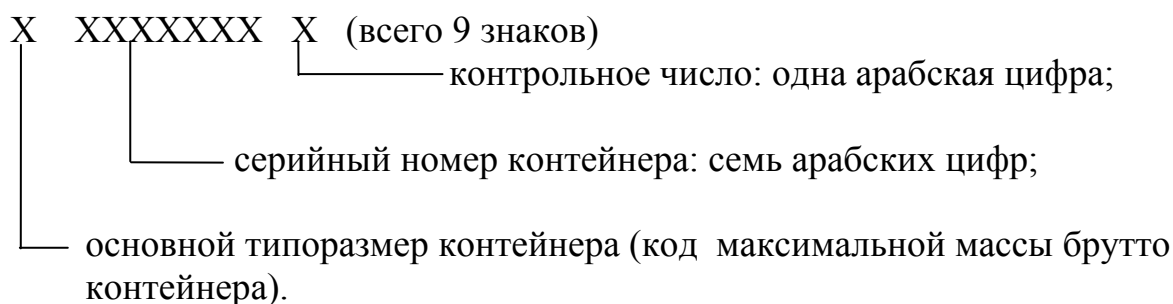 X XXXXXXX X (всего 9 знаков)
контрольное число: одна арабская цифра;
серийный номер контейнера: семь арабских цифр;
основной типоразмер контейнера (код максимальной массы брутто
контейнера).